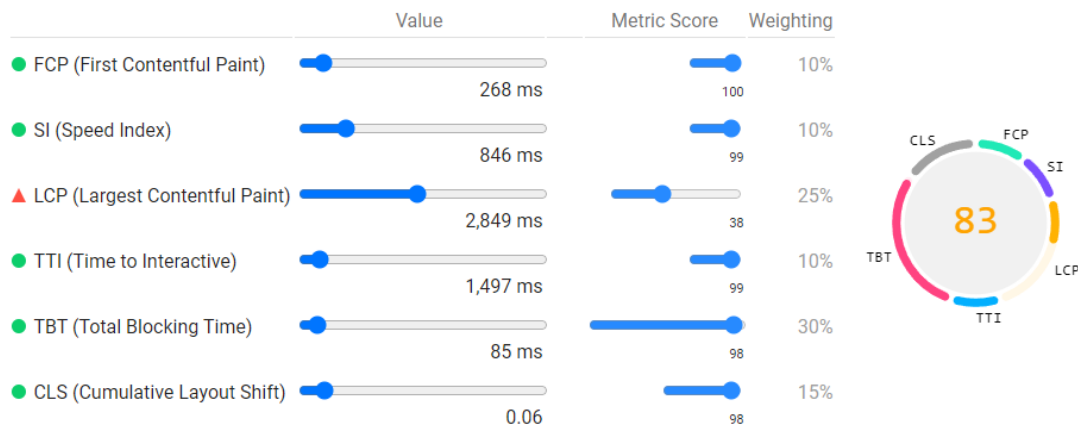 Value Metric Score Weighting
FCP (First Contentful Paint) 10%
268 ms 100
SI (Speed Index) 10%
846 ms 99
LCP (Largest Contentful Paint) 25%
2,849 ms 38
TTI (Time to Interactive) 10%
1,497 ms 99
TBT (Total Blocking Time) 30%
85 ms 98
CLS (Cumulative Layout Shift) 15%
0.06 98
FCP
CLS
SI
83
TBT
LCP
TTI